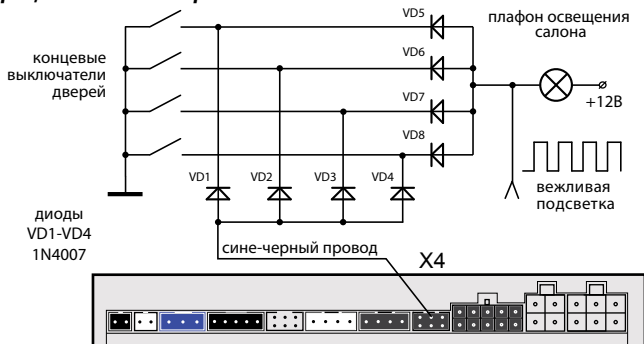 VD5
плафон освещения
салона
концевые
выключатели
дверей
VD6
VD7
+12В
VD8
VD1 VD2 VD3 VD4
вежливая
подсветка
диоды
VD1-VD4
1N4007
сине-черный провод
X4